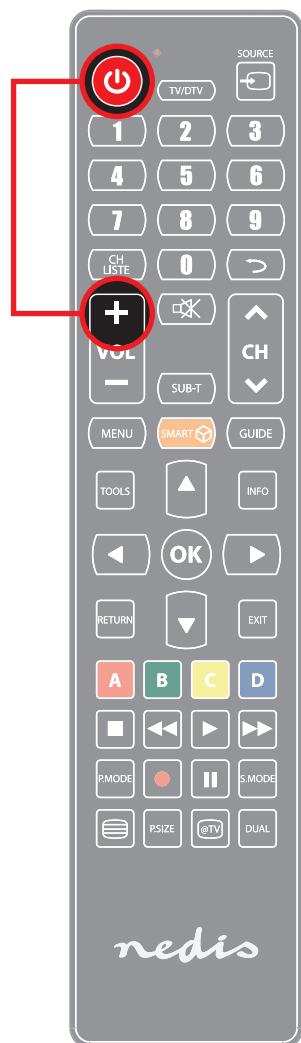 SOURCE
TV/DTV
1 2 3
4 5 6
7 8 9
CH LISTE 0
+
VOL CH
−
SUB-T
MENU SMART GUIDE
TOOLS INFO
OK
RETURN EXIT
A B C D
P.MODE S.MODE
P.SIZE @TV DUAL
nedis